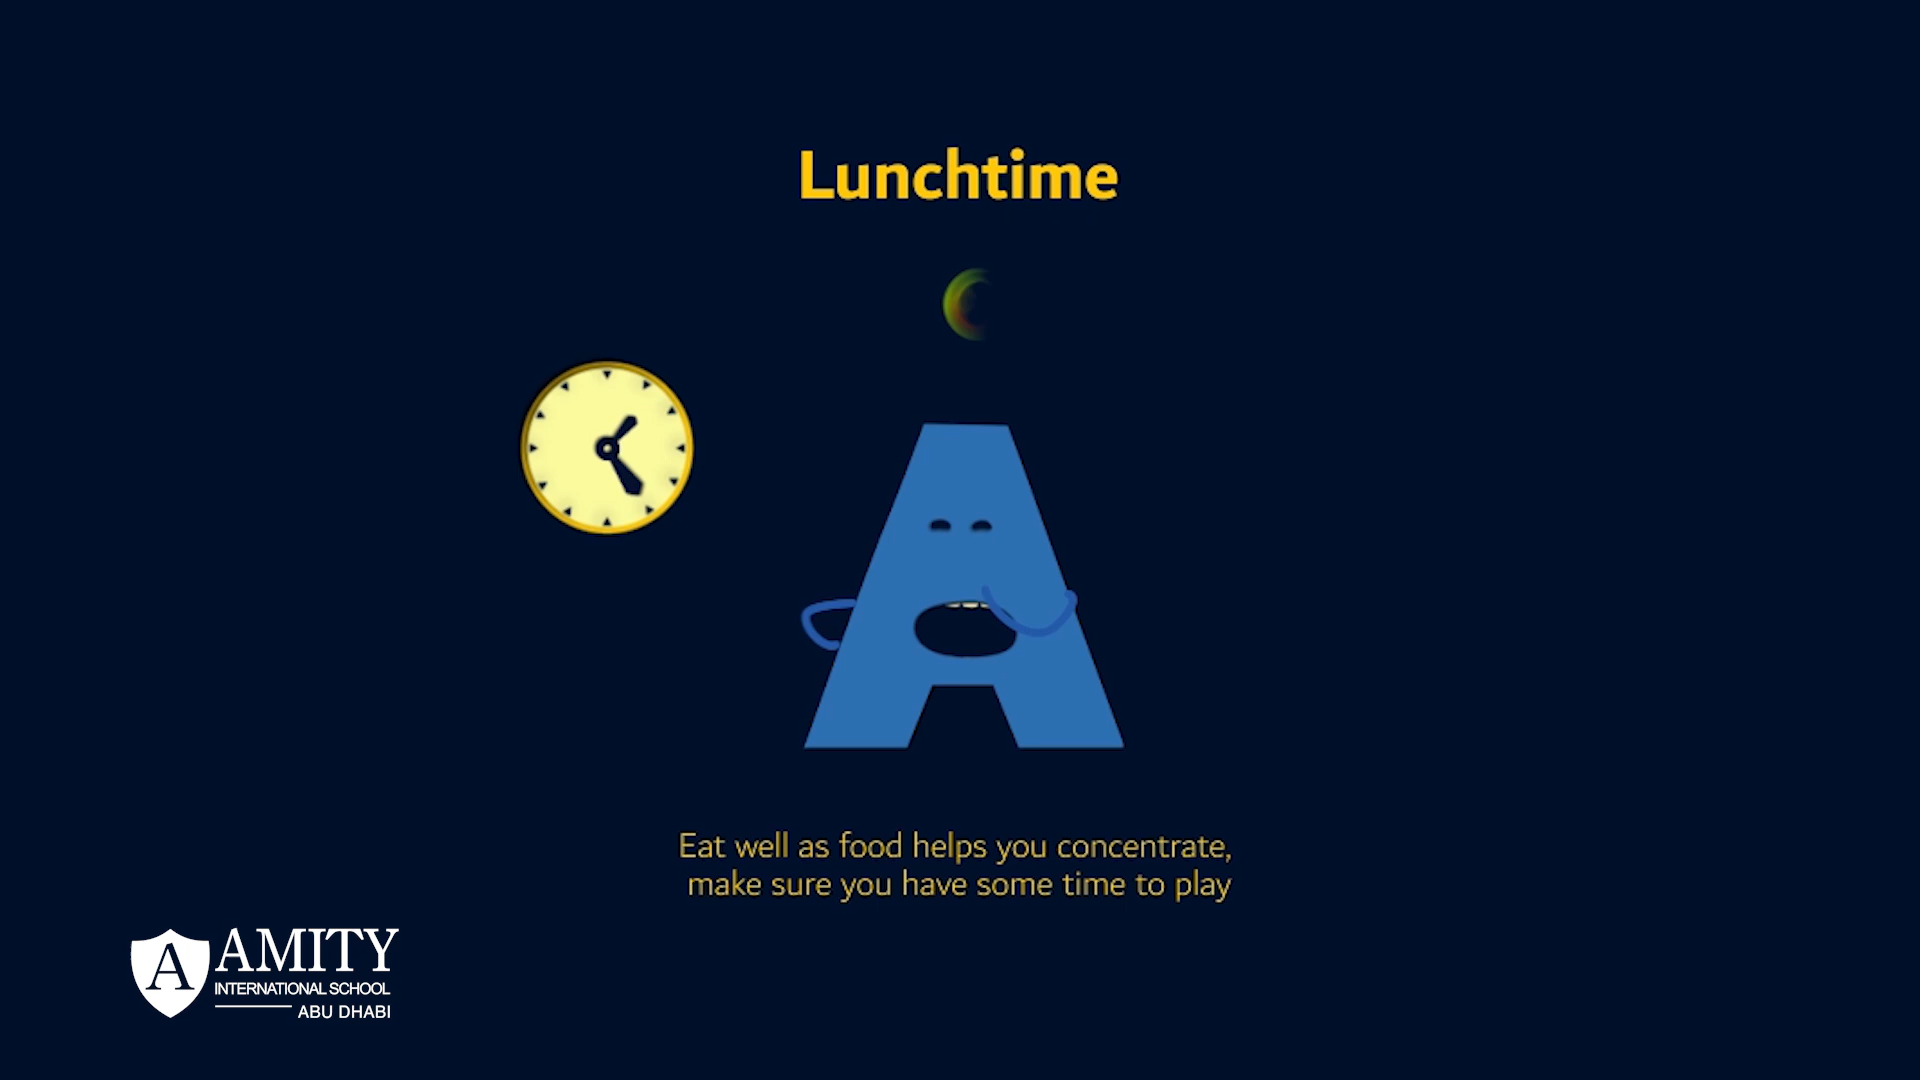 Lunchtime
A
Eat well as food helps you concentrate,
make sure you have some time to play
A
AMITY
INTERNATIONAL SCHOOL
ABU DHABI